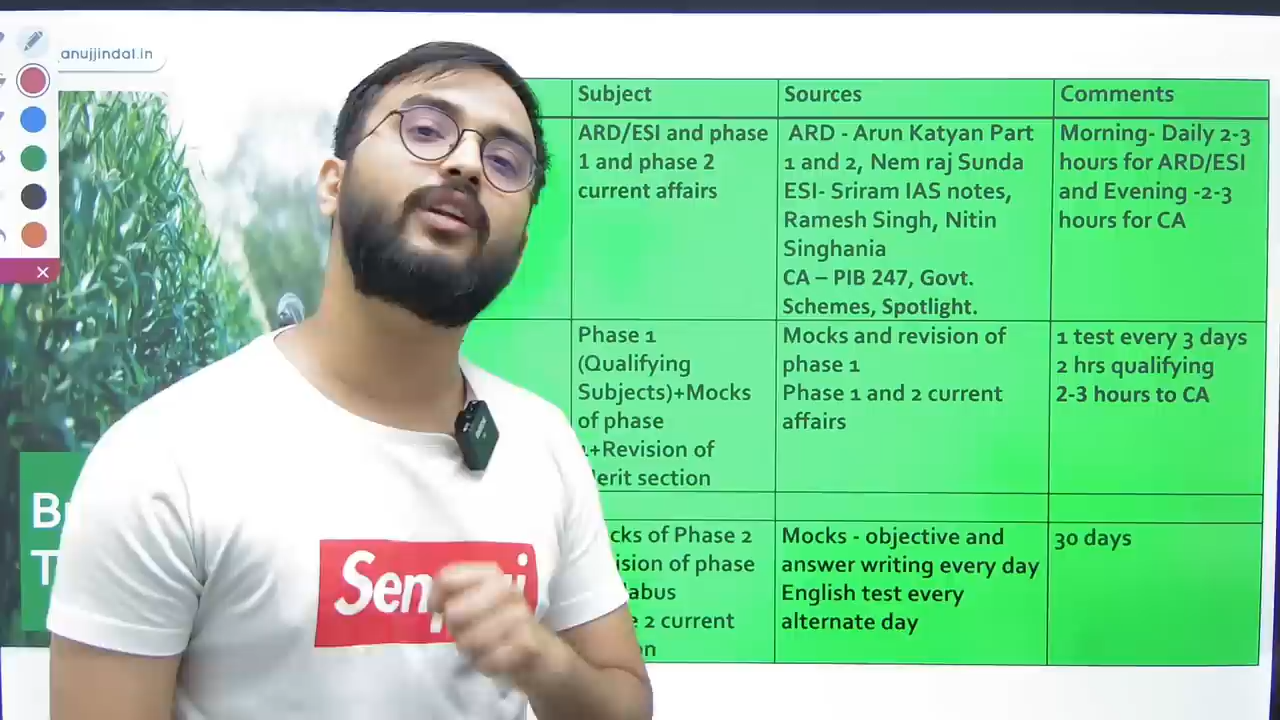 anujjindal.in
Subject
Sources
Comments
ARD/ESI and phase
1 and phase 2
current affairs
ARD - Arun Katyan Part
1 and 2, Nem raj Sunda
ESI- Sriram IAS notes,
Ramesh Singh, Nitin
Singhania
CA – PIB 247, Govt.
Schemes, Spotlight.
Morning- Daily 2-3
hours for ARD/ESI
and Evening -2-3
hours for CA
Phase 1
(Qualifying
Subjects)+Mocks
of phase
+Revision of
section
Mocks and revision of
phase 1
Phase 1 and 2 current
affairs
1 test every 3 days
2 hrs qualifying
2-3 hours to CA
of Phase 2
of phase
2 current
Mocks - objective and
answer writing every day
English test every
alternate day
30 days